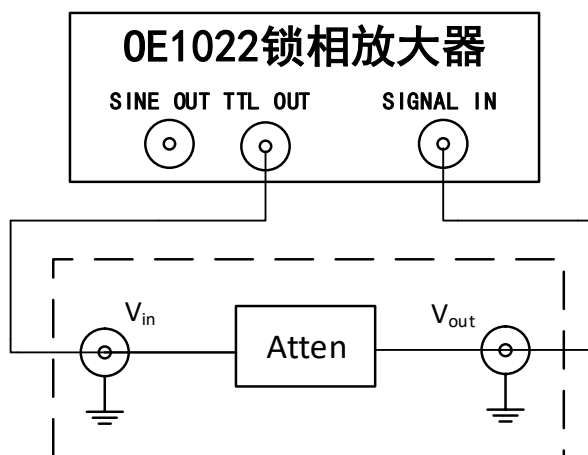 OE1022锁相放大器
SINE OUT TTL OUT SIGNAL IN
Vin
Vout
Atten